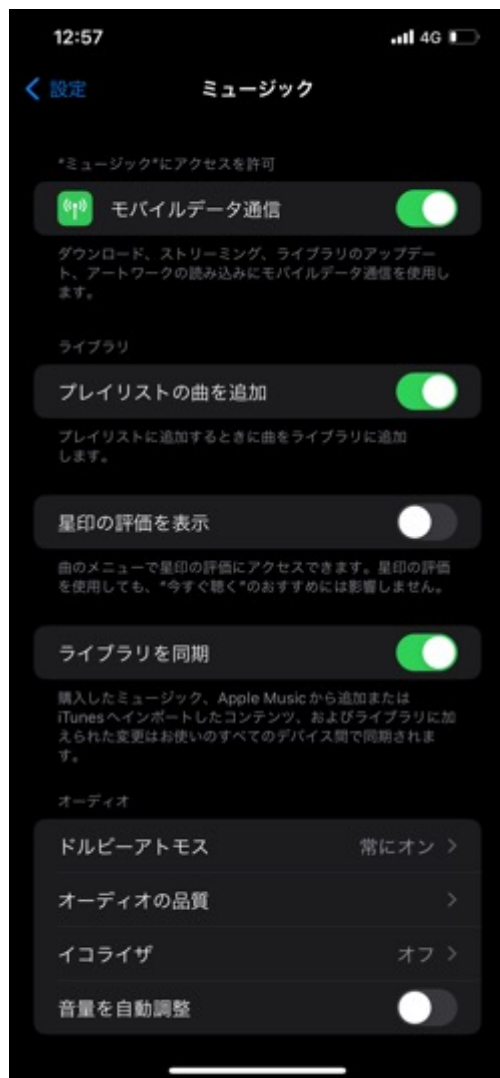 12:57
4G
設定
ミュージック
"ミュージック"にアクセスを許可
モバイルデータ通信
ダウンロード、ストリーミング、ライブラリのアップデー
ト、アートワークの読み込みにモバイルデータ通信を使用し
ます。
ライブラリ
プレイリストの曲を追加
プレイリストに追加するときに曲をライブラリに追加
します。
星印の評価を表示
曲のメニューで星印の評価にアクセスできます。星印の評価
を使用しても、"今すぐ聴く"のおすすめには影響しません。
ライブラリを同期
購入したミュージック、Apple Musicから追加または
iTunesへインポートしたコンテンツ、およびライブラリに加
えられた変更はお使いのすべてのデバイス間で同期されま
す。
オーディオ
ドルビーアトモス
常にオン
オーディオの品質
イコライザ
オフ
音量を自動調整